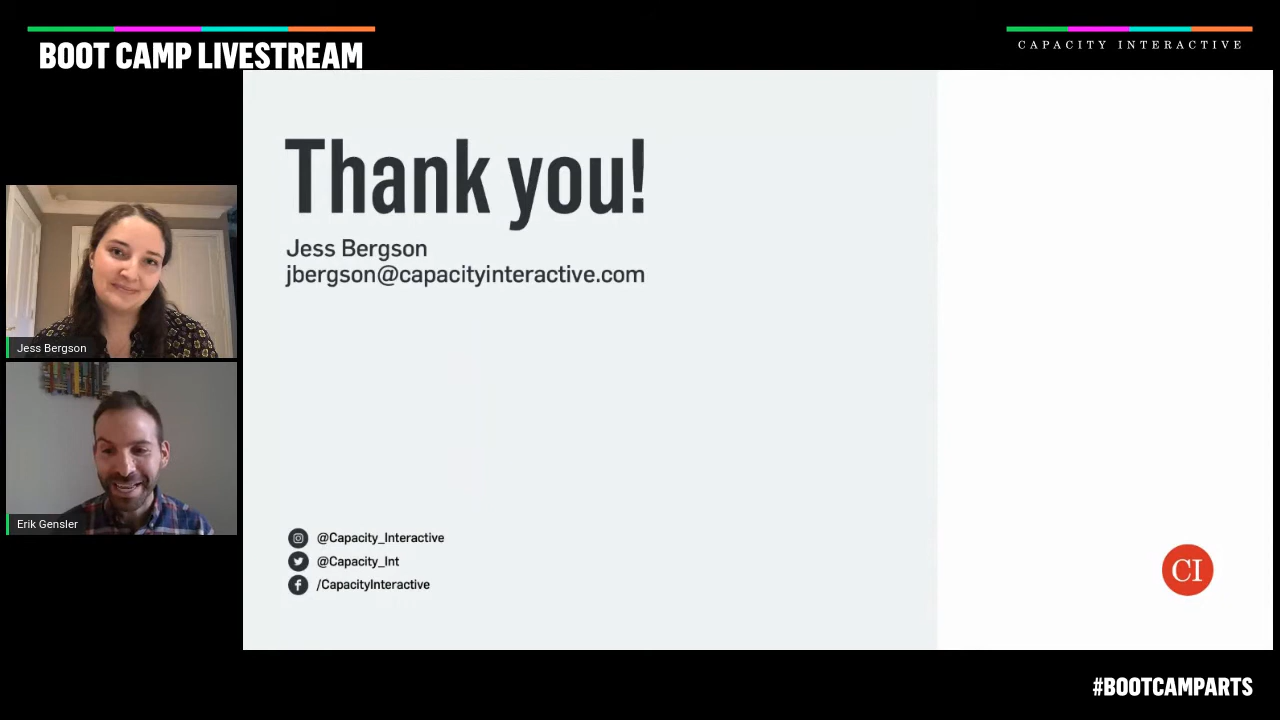 BOOT CAMP LIVESTREAM
CAPACITY INTERACTIVE
Thank you!
Jess Bergson
jbergson@capacityinteractive.com
Jess Bergson
Erik Gensler
@Capacity_Interactive
@Capacity_Int
/CapacityInteractive
CI
#BOOTCAMPARTS